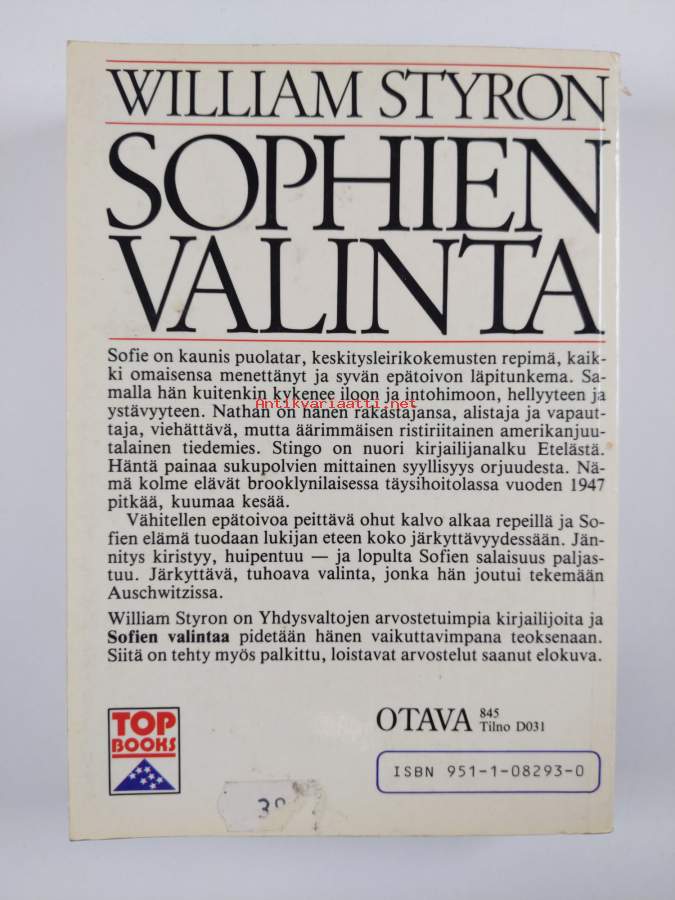 WILLIAM STYRON
SOPHIEN
VALINTA
Sofie on kaunis puolatar, keskitysleirikokemusten repimä, kaik-
ki omaisensa menettänyt ja syvän epätoivon läpitunkema. Sa-
malla hän kuitenkin kykenee iloon ja intohimoon, hellyyteen ja
ystävyyteen. Nathan on hänen rakastajansa, alistaja ja vapaut-
Antikvariaatti.net
taja, viehättävä, mutta äärimmäisen ristiriitainen amerikanjuu-
talainen tiedemies. Stingo on nuori kirjailijanalku Etelästä.
Häntä painaa sukupolvien mittainen syyllisyys orjuudesta. Nä-
mä kolme elävät brooklynilaisessa täysihoitolassa vuoden 1947
pitkää, kuumaa kesää.
Vähitellen epätoivoa peittävä ohut kalvo alkaa repeillä ja So-
fien elämä tuodaan lukijan eteen koko järkyttävyydessään. Jän-
nitys kiristyy, huipentuu — ja lopulta Sofien salaisuus paljas-
tuu. Järkyttävä, tuhoava valinta, jonka hän joutui tekemään
Auschwitzissa.
William Styron on Yhdysvaltojen arvostetuimpia kirjailijoita ja
Sofien valintaa pidetään hänen vaikuttavimpana teoksenaan.
Siitä on tehty myös palkittu, loistavat arvostelut saanut elokuva.
TOP
BOOKS
OTAVA
845
Tilno D031
ISBN 951-1-08293-0